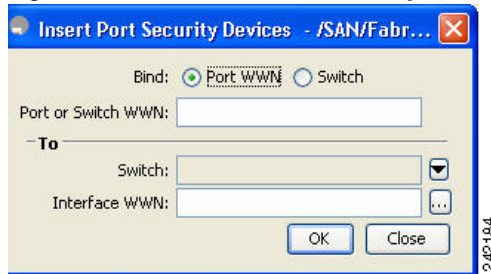 Insert Port Security Devices - /SAN/Fabr...
Bind: Port WWN Switch
Port or Switch WWN:
To
Switch:
Interface WWN:
...
OK Close
242184